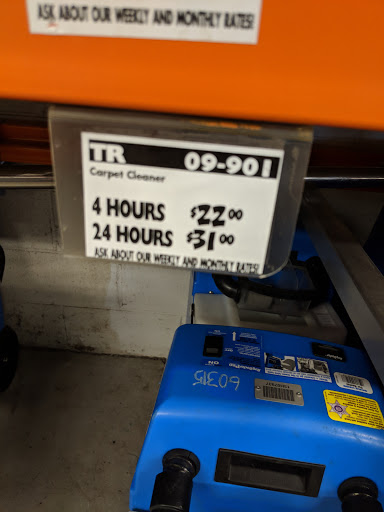 ASK ABOUT OUR WEEKLY AND MONTHLY RATES!
TR 09-901
Carpet Cleaner
4 HOURS $22 00
24 HOURS $31 00
ASK ABOUT OUR WEEKLY AND MONTHLY RATES!
60315